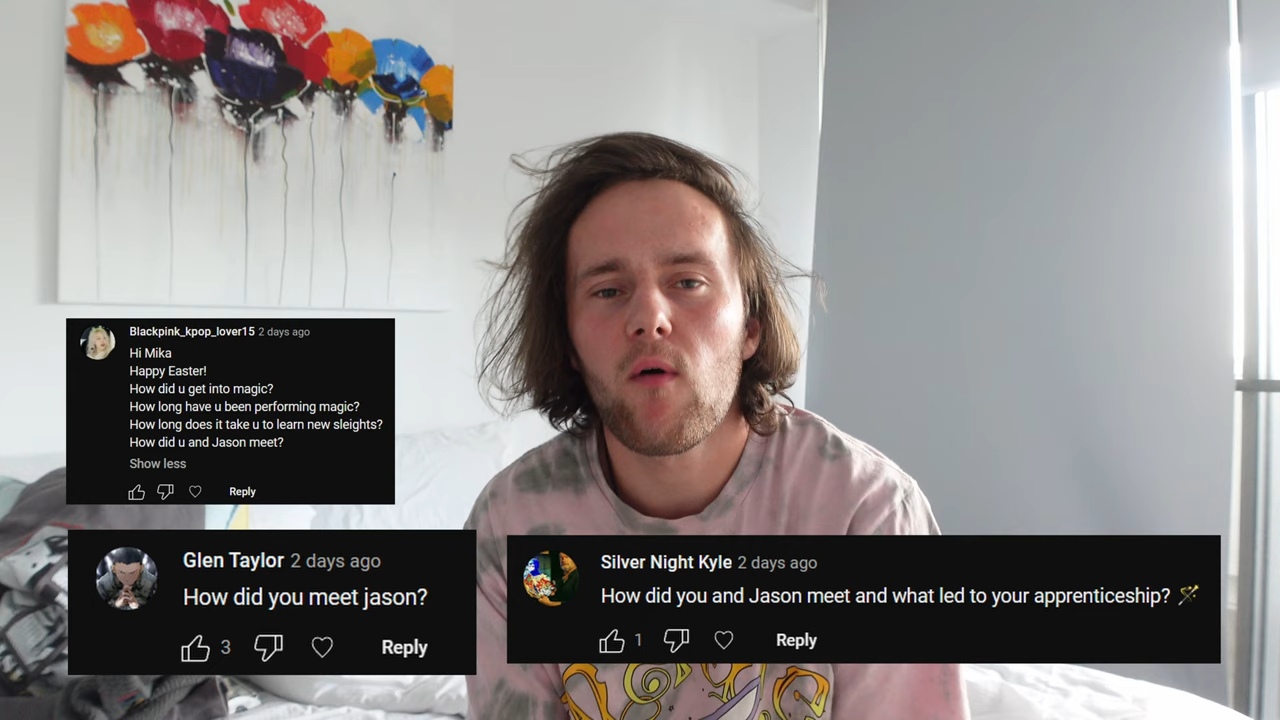 Blackpink_kpop_lover15 2 days ago
Hi Mika
Happy Easter!
How did u get into magic?
How long have u been performing magic?
How long does it take u to learn new sleights?
How did u and Jason meet?
Show less
Reply
Glen Taylor 2 days ago
How did you meet jason?
3
Reply
Silver Night Kyle 2 days ago
How did you and Jason meet and what led to your apprenticeship? 🪄
1
Reply